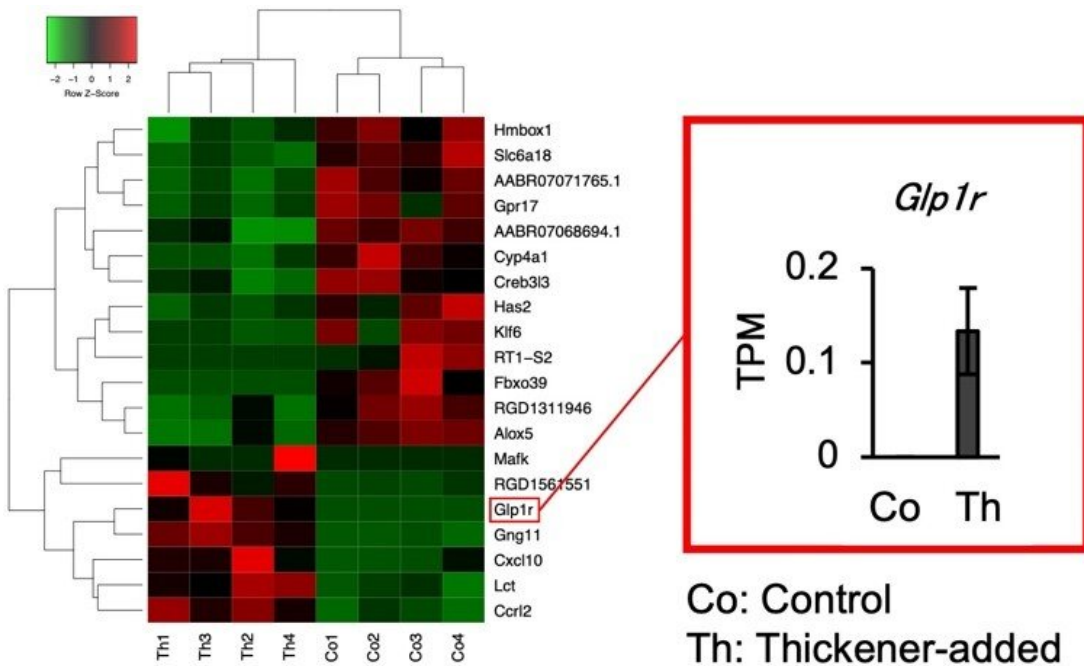 −2 −1 0 1 2
Row Z−Score
Hmbox1
Slc6a18
AABR07071765.1
Gpr17
AABR07068694.1
Cyp4a1
Creb3l3
Has2
Klf6
RT1−S2
Fbxo39
RGD1311946
Alox5
Mafk
RGD1561551
Glp1r
Gng11
Cxcl10
Lct
Ccrl2
Th1 Th3 Th2 Th4 Co1 Co2 Co3 Co4
Glp1r
0.2
0.1
0
TPM
Co Th
Co: Control
Th: Thickener-added